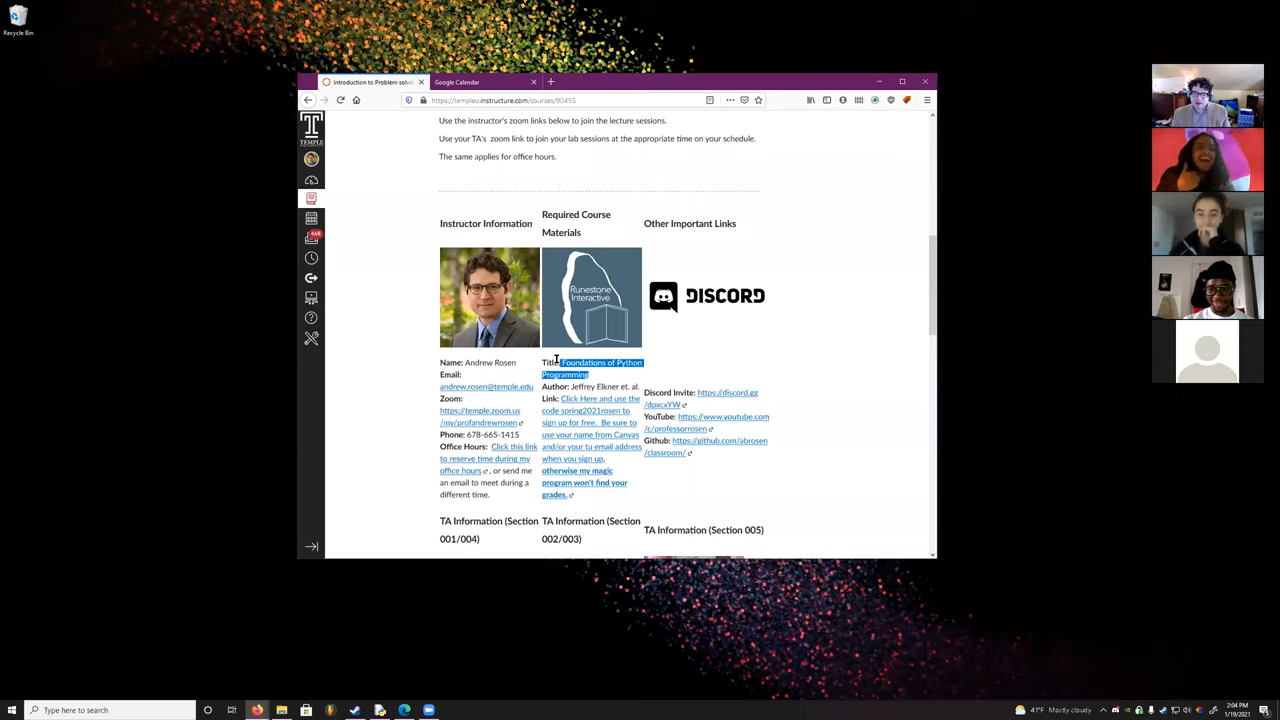 Recycle Bin
Introduction to Problem solvi
Google Calendar
https://templeu.instructure.com/courses/90455
TEMPLE
468
Use the instructor's zoom links below to join the lecture sessions.
Use your TA's zoom link to join your lab sessions at the appropriate time on your schedule.
The same applies for office hours.
Instructor Information
Required Course
Materials
Other Important Links
Runestone
Interactive
DISCORD
Name: Andrew Rosen
Email:
andrew.rosen@temple.edu
Zoom:
https://temple.zoom.us
/my/profandrewrosen
Phone: 678-665-1415
Office Hours: Click this link
to reserve time during my
office hours , or send me
an email to meet during a
different time.
Title: Foundations of Python
Programming
Author: Jeffrey Elkner et. al.
Link: Click Here and use the
code spring2021rosen to
sign up for free. Be sure to
use your name from Canvas
and/or your tu email address
when you sign up,
otherwise my magic
program won't find your
grades.
Discord Invite: https://discord.gg
/dpxcxYW
YouTube: https://www.youtube.com
/c/professorrosen
Github: https://github.com/abrosen
/classroom/
TA Information (Section
001/004)
TA Information (Section
002/003)
TA Information (Section 005)
Type here to search
41°F Mostly cloudy
2:04 PM
1/19/2021